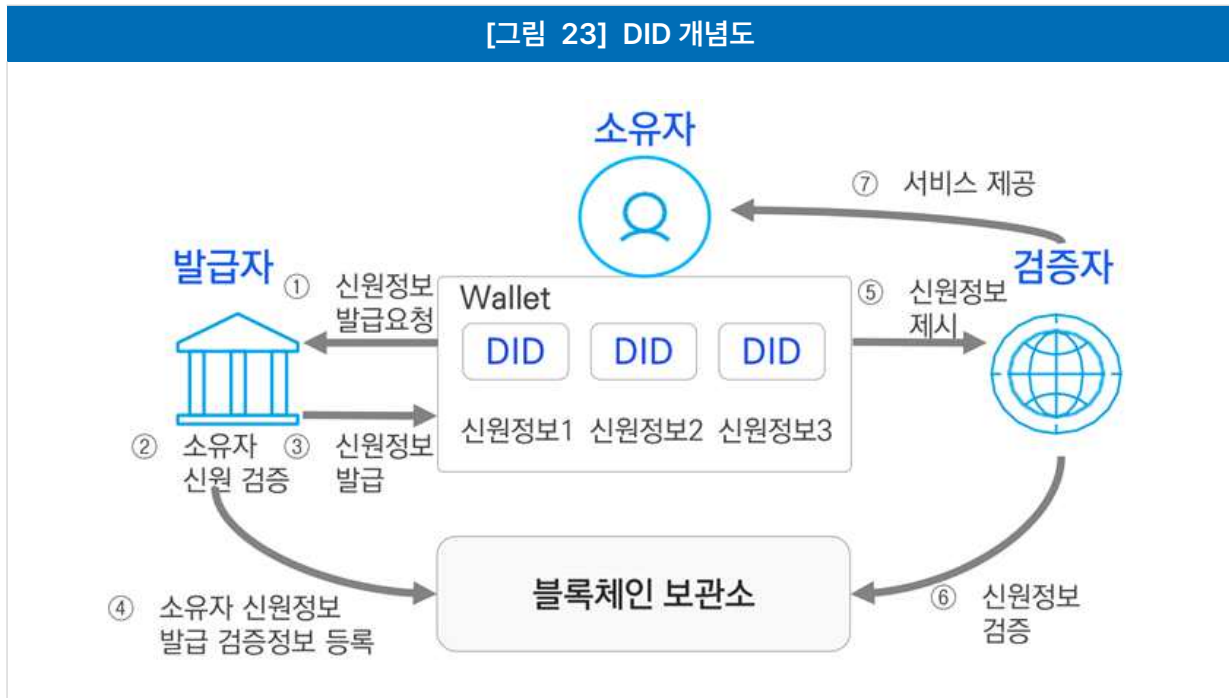 [그림 23] DID 개념도
소유자
⑦ 서비스 제공
발급자
검증자
① 신원정보
발급요청
Wallet
DID DID DID
신원정보1 신원정보2 신원정보3
⑤ 신원정보
제시
② 소유자
신원 검증
③ 신원정보
발급
블록체인 보관소
④ 소유자 신원정보
발급 검증정보 등록
⑥ 신원정보
검증